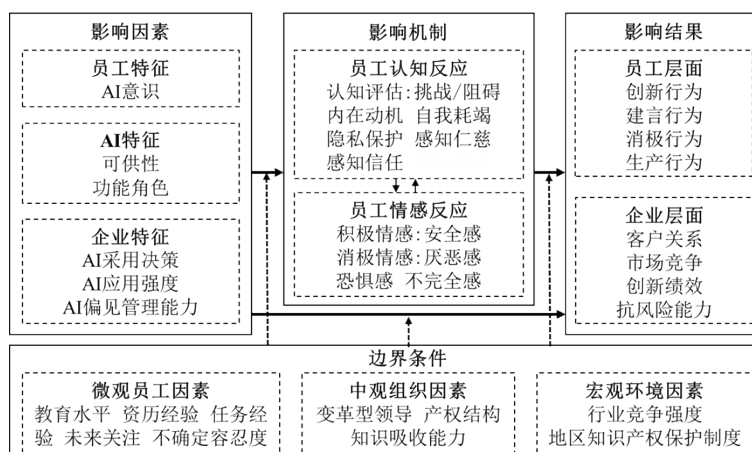 影响因素
员工特征
AI意识
AI特征
可供性
功能角色
企业特征
AI采用决策
AI应用强度
AI偏见管理能力
影响机制
员工认知反应
认知评估:挑战/阻碍
内在动机 自我耗竭
隐私保护 感知仁慈
感知信任
员工情感反应
积极情感:安全感
消极情感:厌恶感
恐惧感 不完全感
影响结果
员工层面
创新行为
建言行为
消极行为
生产行为
企业层面
客户关系
市场竞争
创新绩效
抗风险能力
边界条件
微观员工因素
教育水平 资历经验 任务经
验 未来关注 不确定容忍度
中观组织因素
变革型领导 产权结构
知识吸收能力
宏观环境因素
行业竞争强度
地区知识产权保护制度